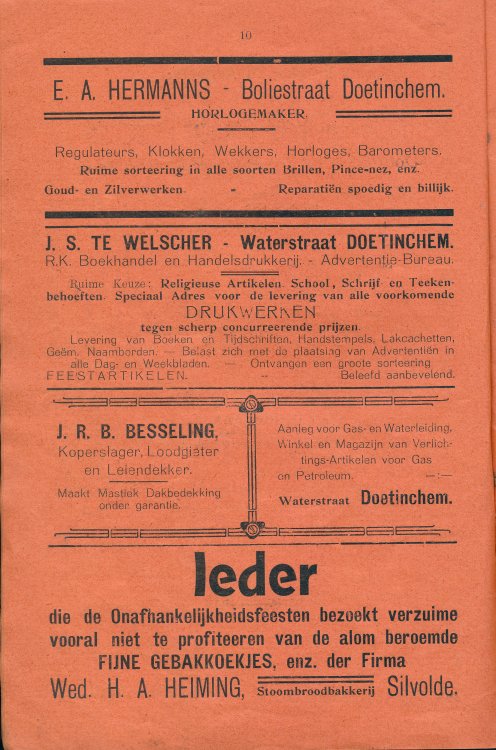 10
E. A. HERMANNS - Boliestraat Doetinchem.
HORLOGEMAKER.
Regulateurs, Klokken, Wekkers, Horloges, Barometers.
Ruime sorteering in alle soorten Brillen, Pince-nez, enz.
Goud- en Zilverwerken. - Reparatiën spoedig en billijk.
J. S. TE WELSCHER - Waterstraat DOETINCHEM.
R.K. Boekhandel en Handelsdrukkerij. - Advertentie-Bureau.
Ruime Keuze: Religieuse Artikelen. School, Schrijf en Teeken-
behoeften. Speciaal Adres voor de levering van alle voorkomende
DRUKWERKEN
tegen scherp concurreerende prijzen.
Levering van Boeken en Tijdschriften, Handstempels, Lakcachetten,
Geëm. Naamborden. — Belast zich met de plaatsing van Advertentiën in
alle Dag- en Weekbladen. — Ontvangen een groote sorteering
FEESTARTIKELEN. -- Beleefd aanbevelend.
J. R. B. BESSELING,
Koperslager, Loodgieter
en Leiendekker.
Maakt Mastiek Dakbedekking
onder garantie.
Aanleg voor Gas- en Waterleiding,
Winkel en Magazijn van Verlich-
tings-Artikelen voor Gas
en Petroleum. —:—
Waterstraat Doetinchem.
Ieder
die de Onafhankelijkheidsfeesten bezoekt verzuime
vooral niet te profiteeren van de alom beroemde
FIJNE GEBAKKOEKJES, enz. der Firma
Wed. H. A. HEIMING, Stoombroodbakkerij Silvolde.